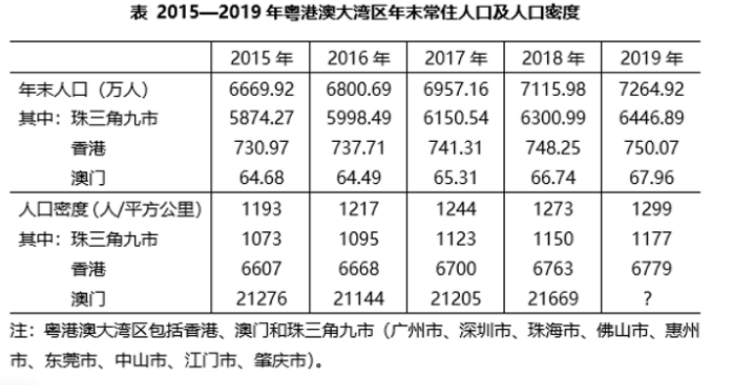 表 2015—2019 年粤港澳大湾区年末常住人口及人口密度
2015 年 2016 年 2017 年 2018 年 2019 年
年末人口（万人） 6669.92 6800.69 6957.16 7115.98 7264.92
其中：珠三角九市 5874.27 5998.49 6150.54 6300.99 6446.89
香港 730.97 737.71 741.31 748.25 750.07
澳门 64.68 64.49 65.31 66.74 67.96
人口密度（人/平方公里） 1193 1217 1244 1273 1299
其中：珠三角九市 1073 1095 1123 1150 1177
香港 6607 6668 6700 6763 6779
澳门 21276 21144 21205 21669 ?
注：粤港澳大湾区包括香港、澳门和珠三角九市（广州市、深圳市、珠海市、佛山市、惠州
市、东莞市、中山市、江门市、肇庆市）。